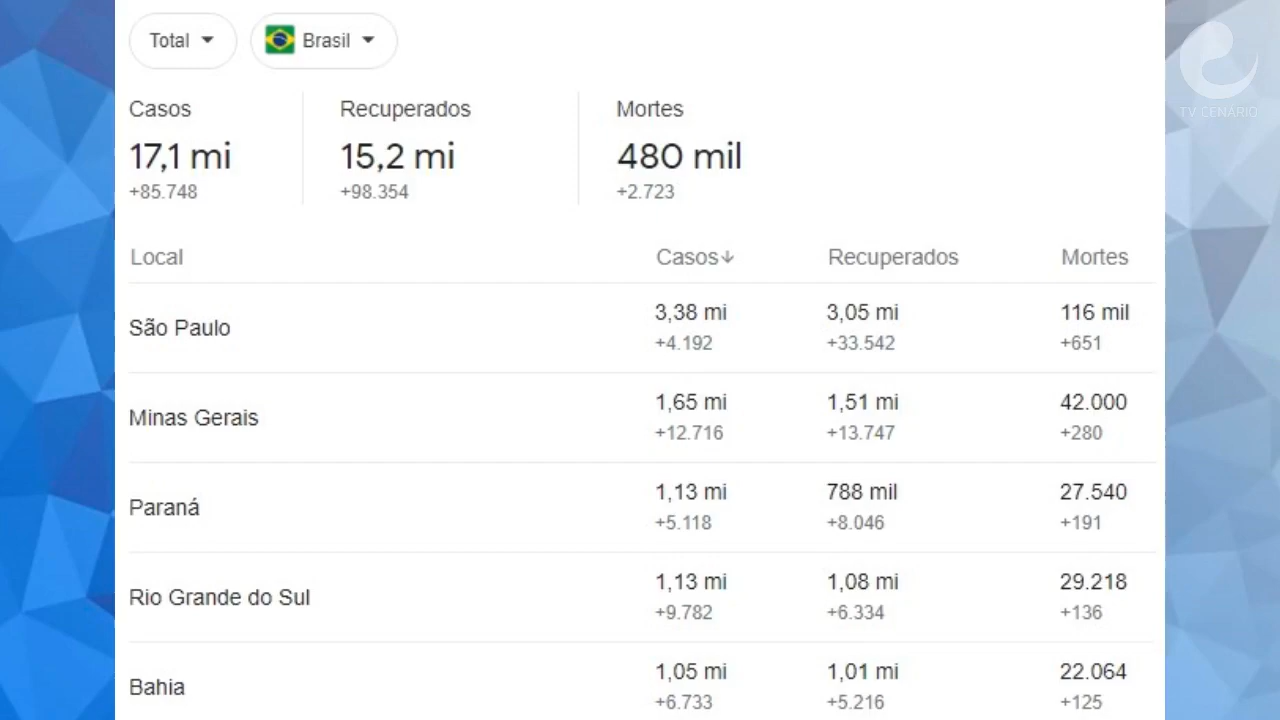 Total Brasil
TV CENÁRIO
Casos Recuperados Mortes
17,1 mi 15,2 mi 480 mil
+85.748 +98.354 +2.723
Local Casos↓ Recuperados Mortes
São Paulo 3,38 mi 3,05 mi 116 mil
+4.192 +33.542 +651
Minas Gerais 1,65 mi 1,51 mi 42.000
+12.716 +13.747 +280
Paraná 1,13 mi 788 mil 27.540
+5.118 +8.046 +191
Rio Grande do Sul 1,13 mi 1,08 mi 29.218
+9.782 +6.334 +136
Bahia 1,05 mi 1,01 mi 22.064
+6.733 +5.216 +125